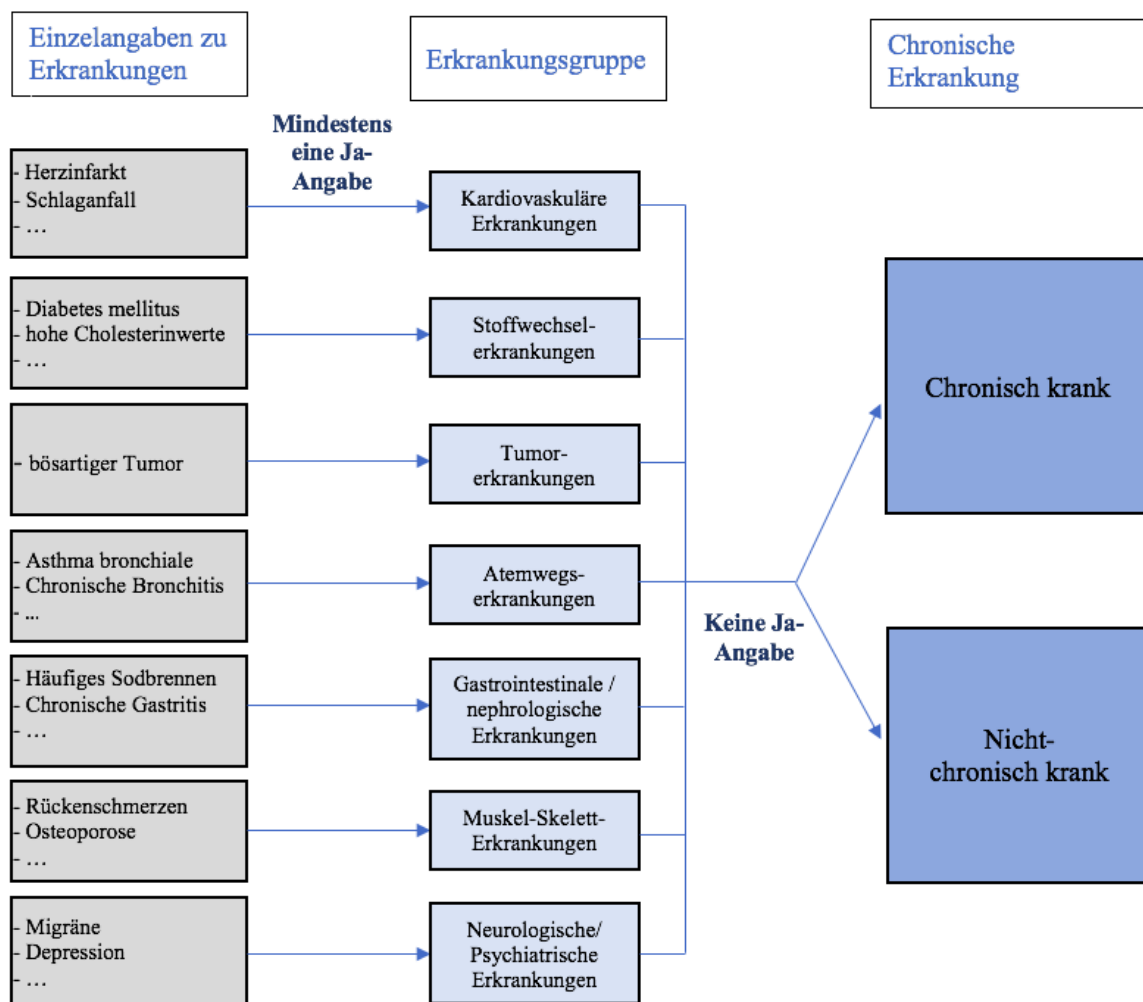 Einzelangaben zu
Erkrankungen
Erkrankungsgruppe
Chronische
Erkrankung
Mindestens
eine Ja-
Angabe
- Herzinfarkt
- Schlaganfall
- …
Kardiovaskuläre
Erkrankungen
- Diabetes mellitus
- hohe Cholesterinwerte
- …
Stoffwechsel-
erkrankungen
- bösartiger Tumor
Tumor-
erkrankungen
- Asthma bronchiale
- Chronische Bronchitis
- ...
Atemwegs-
erkrankungen
- Häufiges Sodbrennen
- Chronische Gastritis
- …
Gastrointestinale /
nephrologische
Erkrankungen
- Rückenschmerzen
- Osteoporose
- …
Muskel-Skelett-
Erkrankungen
- Migräne
- Depression
- …
Neurologische/
Psychiatrische
Erkrankungen
Keine Ja-
Angabe
Chronisch krank
Nicht-
chronisch krank